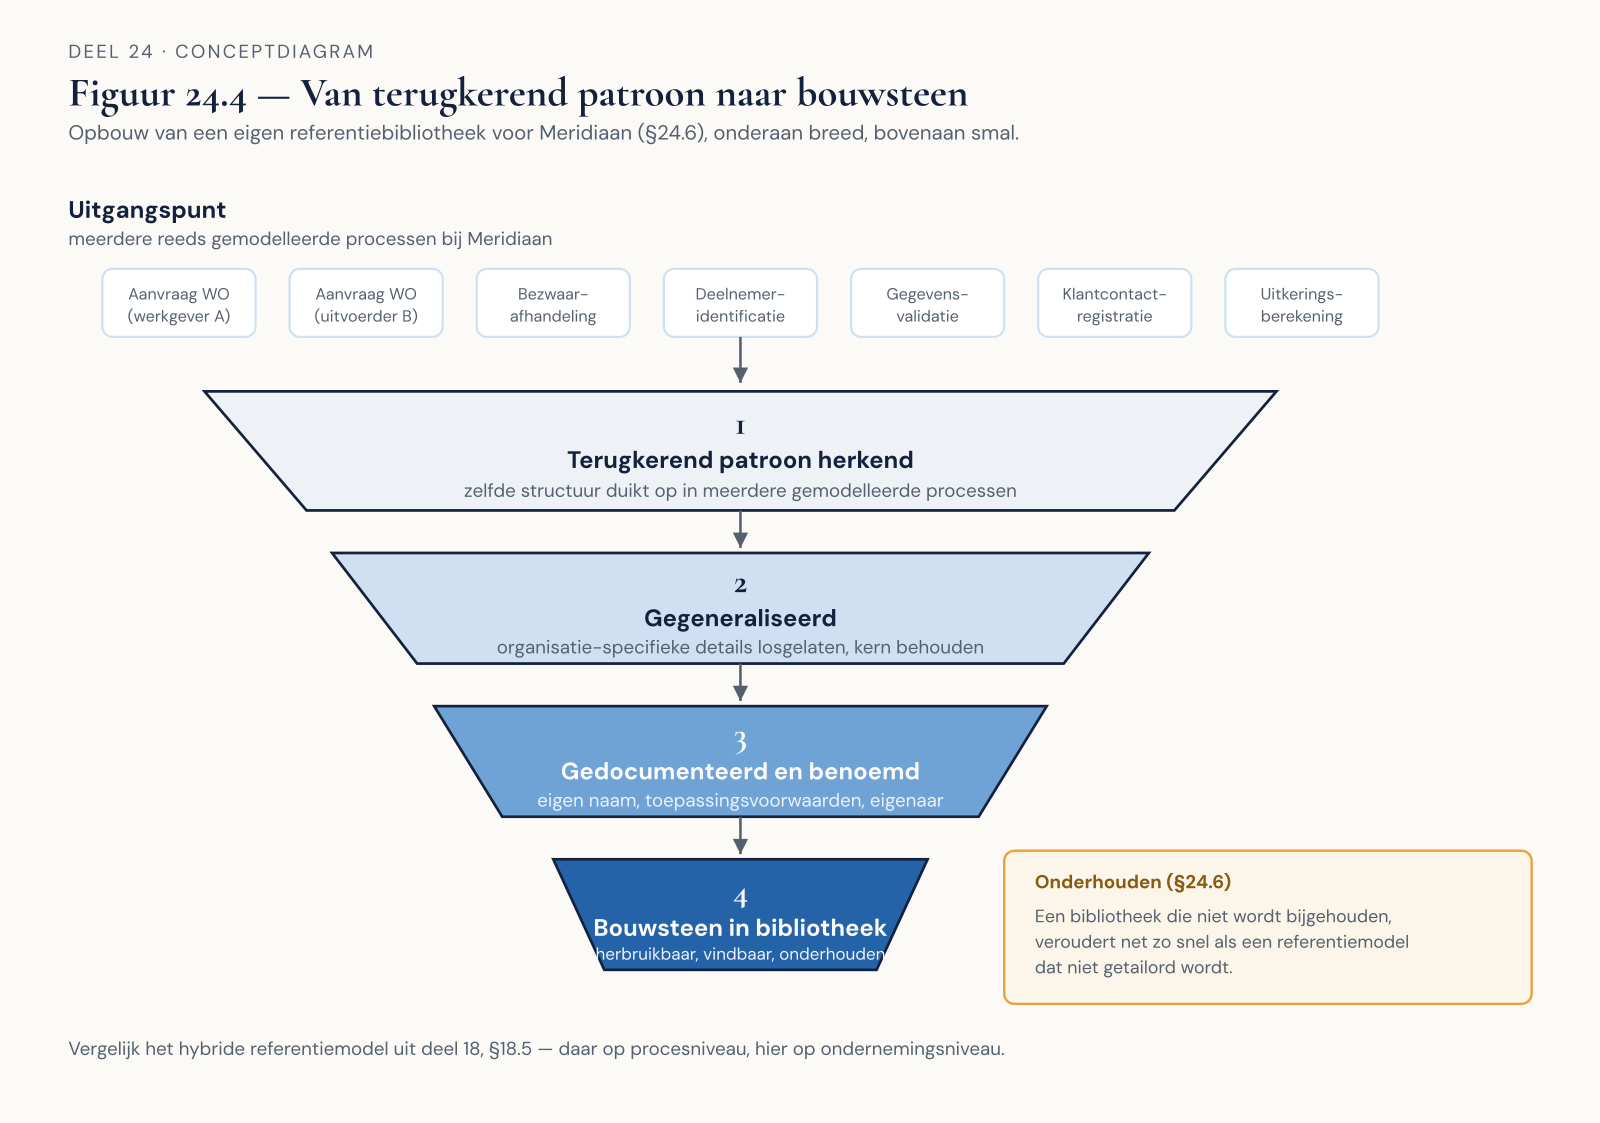 DEEL 24 · CONCEPTDIAGRAM
Figuur 24.4 — Van terugkerend patroon naar bouwsteen
Opbouw van een eigen referentiebibliotheek voor Meridiaan (§24.6), onderaan breed, bovenaan smal.
Uitgangspunt
meerdere reeds gemodelleerde processen bij Meridiaan
Aanvraag WO
(werkgever A)
Aanvraag WO
(uitvoerder B)
Bezwaar-
afhandeling
Deelnemer-
identificatie
Gegevens-
validatie
Klantcontact-
registratie
Uitkerings-
berekening
1
Terugkerend patroon herkend
zelfde structuur duikt op in meerdere gemodelleerde processen
2
Gegeneraliseerd
organisatie-specifieke details losgelaten, kern behouden
3
Gedocumenteerd en benoemd
eigen naam, toepassingsvoorwaarden, eigenaar
4
Bouwsteen in bibliotheek
herbruikbaar, vindbaar, onderhouden
Onderhouden (§24.6)
Een bibliotheek die niet wordt bijgehouden,
veroudert net zo snel als een referentiemodel
dat niet getailord wordt.
Vergelijk het hybride referentiemodel uit deel 18, §18.5 — daar op procesniveau, hier op ondernemingsniveau.